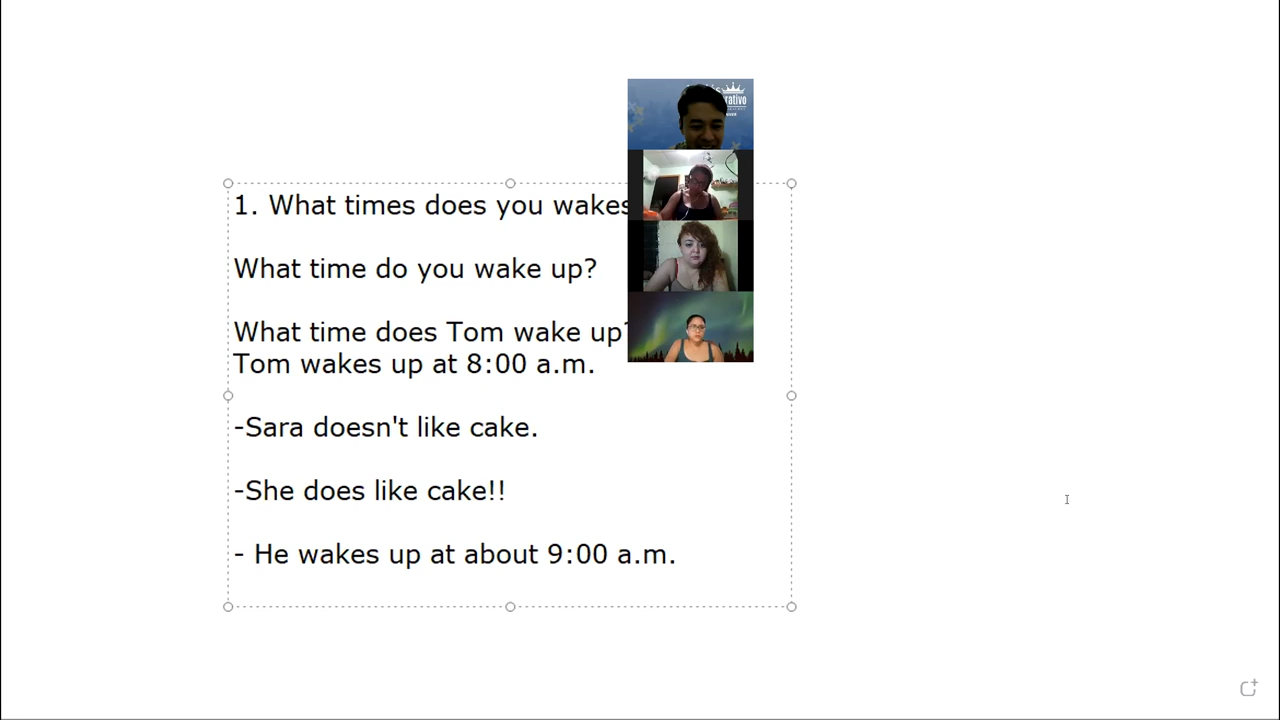 1. What times does you wakes
What time do you wake up?
What time does Tom wake up?
Tom wakes up at 8:00 a.m.
-Sara doesn't like cake.
-She does like cake!!
- He wakes up at about 9:00 a.m.